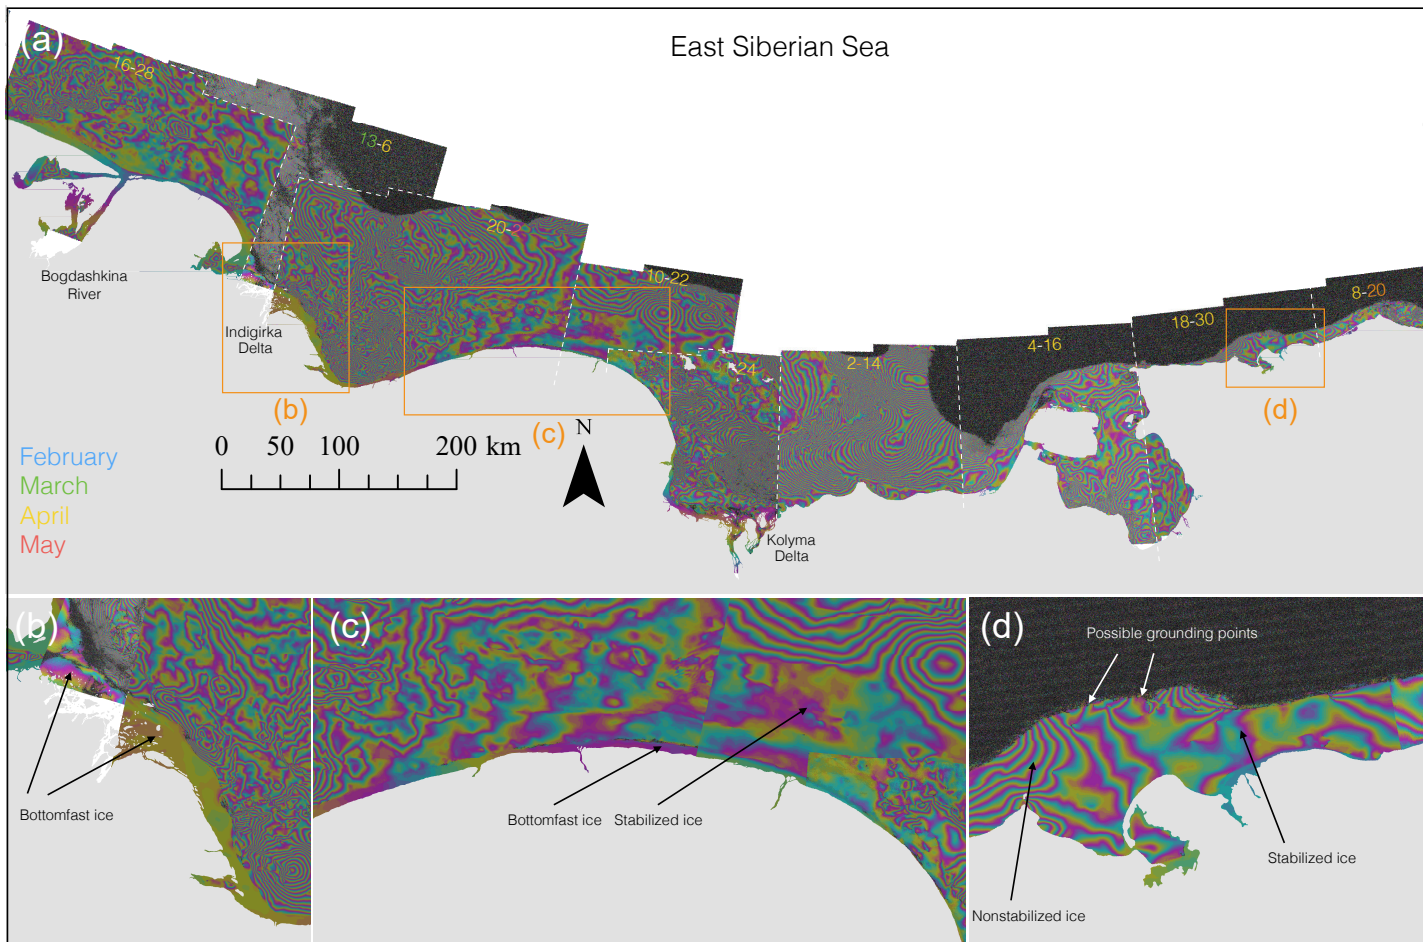 (a)
East Siberian Sea
16-28
13-6
20-2
10-22
24
2-14
4-16
18-30
8-20
Bogdashkina
River
Indigirka
Delta
(b)
(c)
(d)
N
0 50 100 200 km
February
March
April
May
Kolyma
Delta
(b)
Bottomfast ice
(c)
Bottomfast ice
Stabilized ice
(d)
Possible grounding points
Stabilized ice
Nonstabilized ice